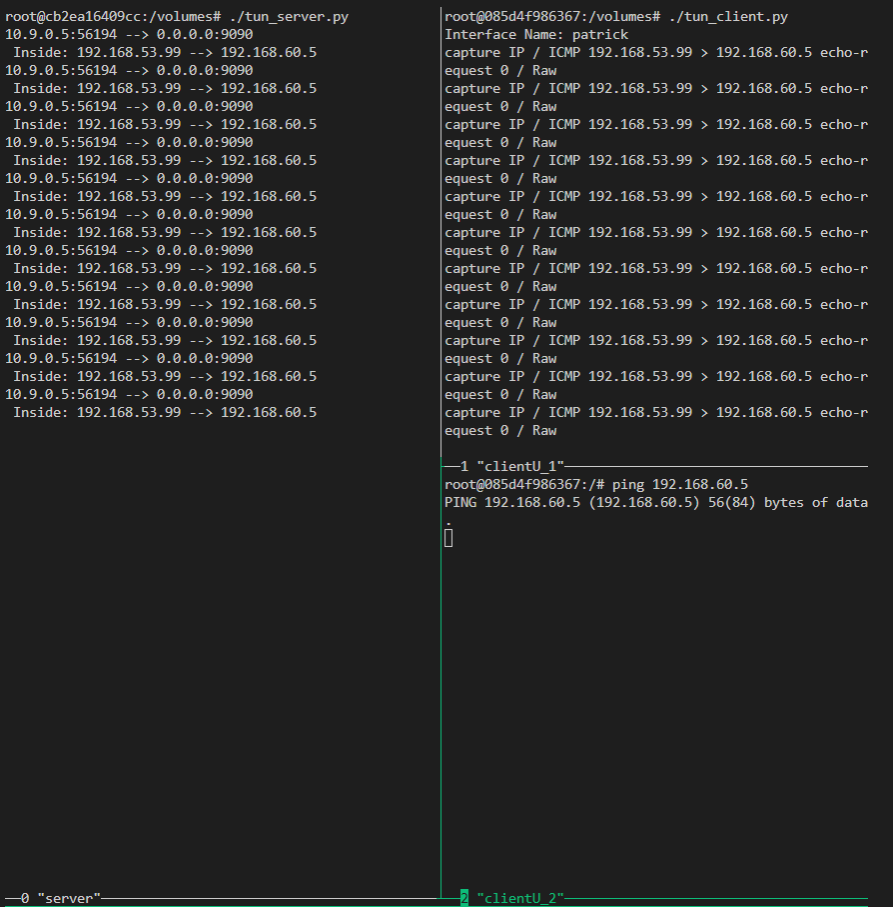 root@cb2ea16409cc:/volumes# ./tun_server.py
10.9.0.5:56194 --> 0.0.0.0:9090
 Inside: 192.168.53.99 --> 192.168.60.5
10.9.0.5:56194 --> 0.0.0.0:9090
 Inside: 192.168.53.99 --> 192.168.60.5
10.9.0.5:56194 --> 0.0.0.0:9090
 Inside: 192.168.53.99 --> 192.168.60.5
10.9.0.5:56194 --> 0.0.0.0:9090
 Inside: 192.168.53.99 --> 192.168.60.5
10.9.0.5:56194 --> 0.0.0.0:9090
 Inside: 192.168.53.99 --> 192.168.60.5
10.9.0.5:56194 --> 0.0.0.0:9090
 Inside: 192.168.53.99 --> 192.168.60.5
10.9.0.5:56194 --> 0.0.0.0:9090
 Inside: 192.168.53.99 --> 192.168.60.5
10.9.0.5:56194 --> 0.0.0.0:9090
 Inside: 192.168.53.99 --> 192.168.60.5
10.9.0.5:56194 --> 0.0.0.0:9090
 Inside: 192.168.53.99 --> 192.168.60.5
10.9.0.5:56194 --> 0.0.0.0:9090
 Inside: 192.168.53.99 --> 192.168.60.5
10.9.0.5:56194 --> 0.0.0.0:9090
 Inside: 192.168.53.99 --> 192.168.60.5
0 "server"
root@085d4f986367:/volumes# ./tun_client.py
Interface Name: patrick
capture IP / ICMP 192.168.53.99 > 192.168.60.5 echo-r
equest 0 / Raw
capture IP / ICMP 192.168.53.99 > 192.168.60.5 echo-r
equest 0 / Raw
capture IP / ICMP 192.168.53.99 > 192.168.60.5 echo-r
equest 0 / Raw
capture IP / ICMP 192.168.53.99 > 192.168.60.5 echo-r
equest 0 / Raw
capture IP / ICMP 192.168.53.99 > 192.168.60.5 echo-r
equest 0 / Raw
capture IP / ICMP 192.168.53.99 > 192.168.60.5 echo-r
equest 0 / Raw
capture IP / ICMP 192.168.53.99 > 192.168.60.5 echo-r
equest 0 / Raw
capture IP / ICMP 192.168.53.99 > 192.168.60.5 echo-r
equest 0 / Raw
capture IP / ICMP 192.168.53.99 > 192.168.60.5 echo-r
equest 0 / Raw
capture IP / ICMP 192.168.53.99 > 192.168.60.5 echo-r
equest 0 / Raw
capture IP / ICMP 192.168.53.99 > 192.168.60.5 echo-r
equest 0 / Raw
1 "clientU_1"
root@085d4f986367:/# ping 192.168.60.5
PING 192.168.60.5 (192.168.60.5) 56(84) bytes of data
.
2 "clientU_2"